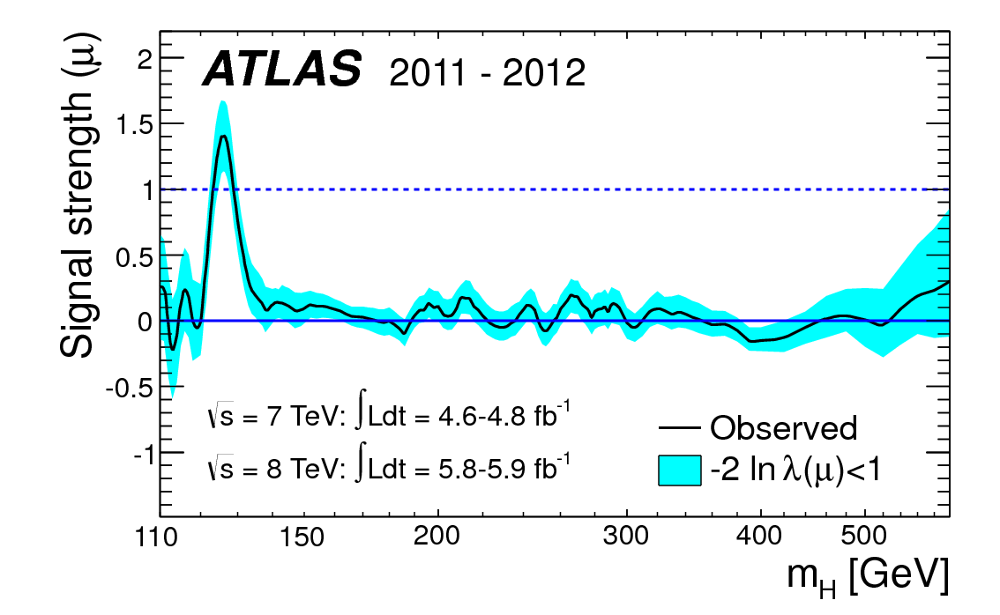 Signal strength (μ)
ATLAS 2011 - 2012
2
1.5
1
0.5
0
-0.5
-1
√s = 7 TeV: ∫Ldt = 4.6-4.8 fb⁻¹
√s = 8 TeV: ∫Ldt = 5.8-5.9 fb⁻¹
Observed
-2 ln λ(μ)<1
110 150 200 300 400 500
m_H [GeV]